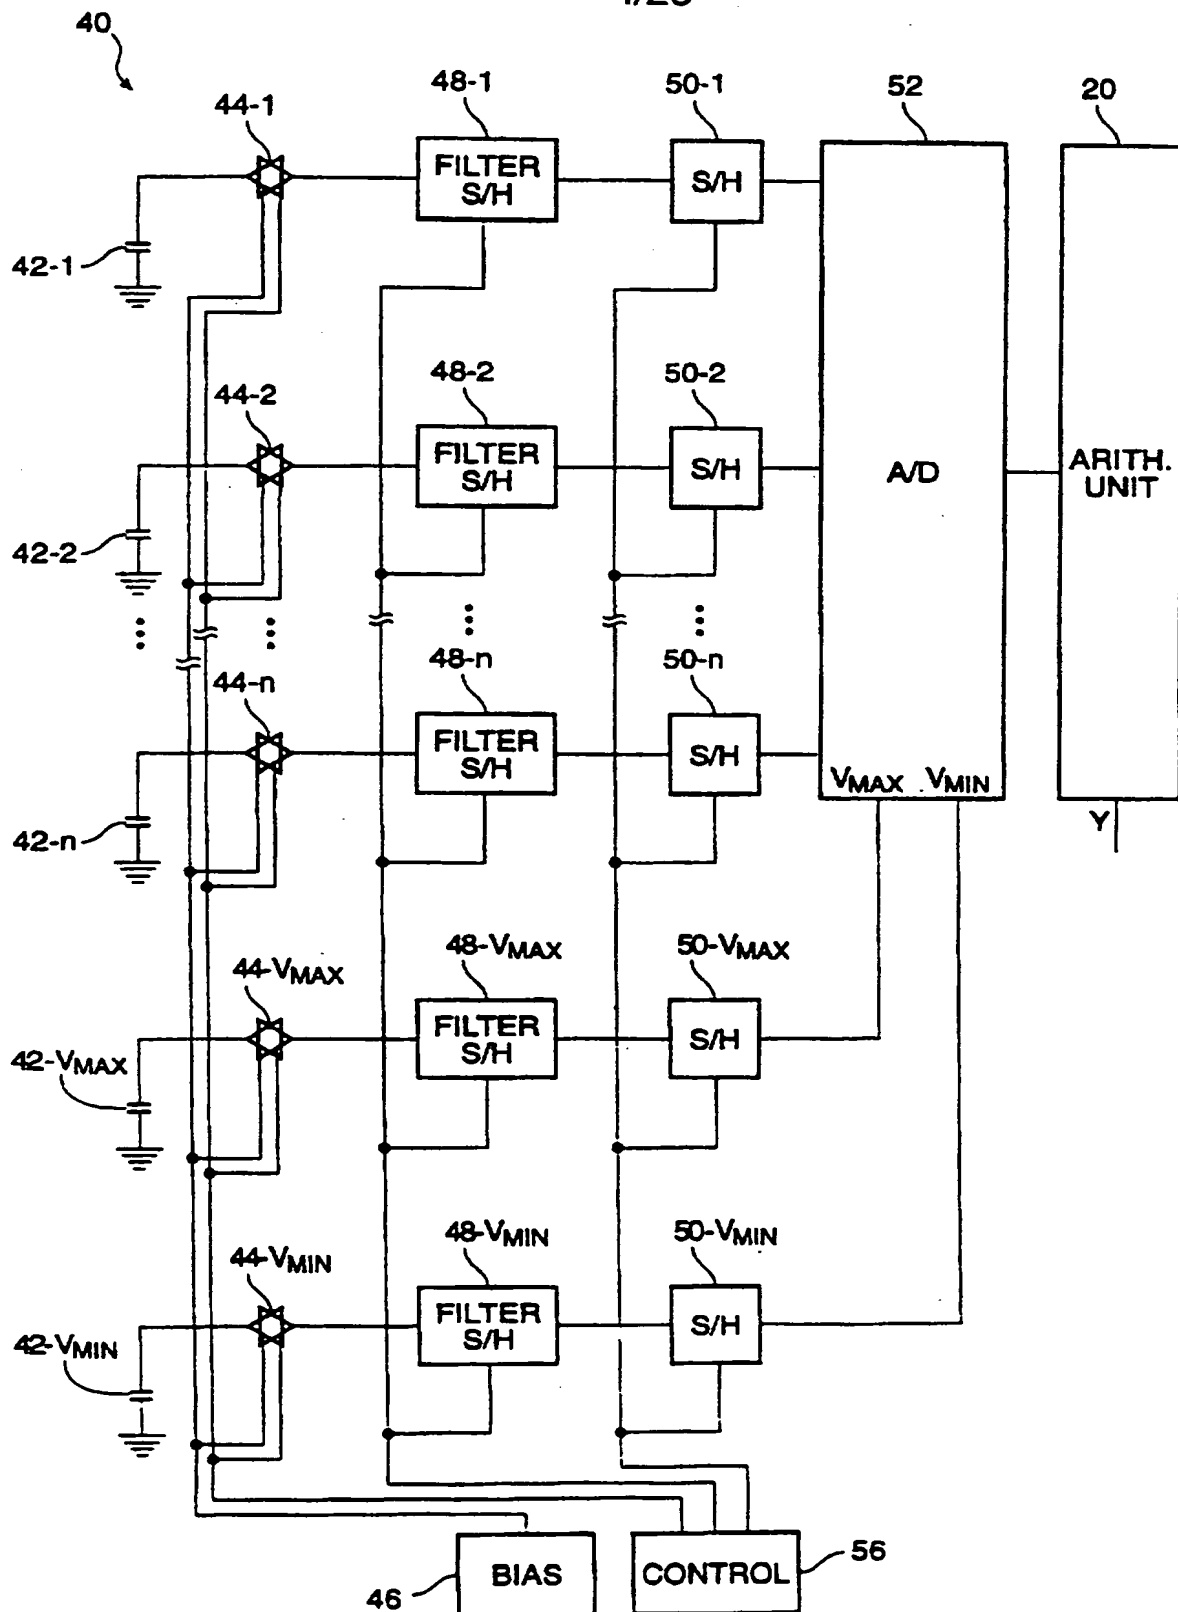 40
44-1
48-1
50-1
52
20
FILTER
S/H
S/H
42-1
44-2
48-2
50-2
FILTER
S/H
S/H
A/D
ARITH.
UNIT
42-2
44-n
48-n
50-n
FILTER
S/H
S/H
VMAX VMIN
42-n
Y
44-VMAX
48-VMAX
50-VMAX
FILTER
S/H
S/H
42-VMAX
44-VMIN
48-VMIN
50-VMIN
FILTER
S/H
S/H
42-VMIN
BIAS
CONTROL
56
46